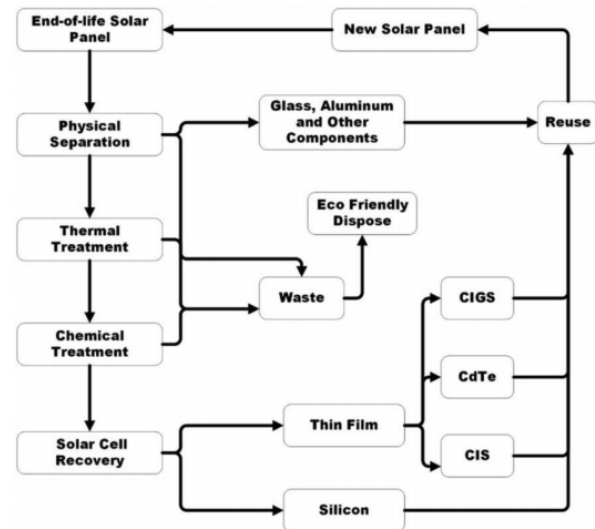 End-of-life Solar
Panel
New Solar Panel
Physical
Separation
Glass, Aluminum
and Other
Components
Reuse
Thermal
Treatment
Eco Friendly
Dispose
Waste
CIGS
Chemical
Treatment
CdTe
Solar Cell
Recovery
Thin Film
CIS
Silicon